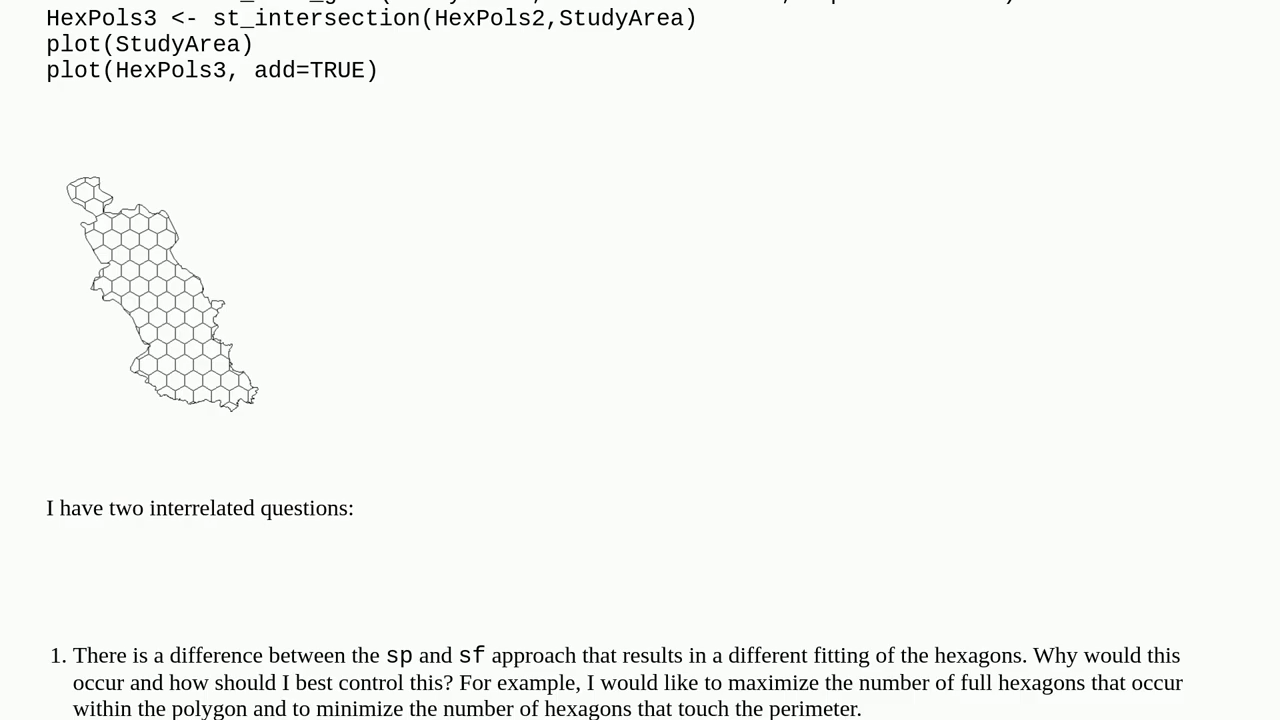 HexPols3 <- st_intersection(HexPols2,StudyArea)
plot(StudyArea)
plot(HexPols3, add=TRUE)
I have two interrelated questions:
1. There is a difference between the sp and sf approach that results in a different fitting of the hexagons. Why would this
occur and how should I best control this? For example, I would like to maximize the number of full hexagons that occur
within the polygon and to minimize the number of hexagons that touch the perimeter.